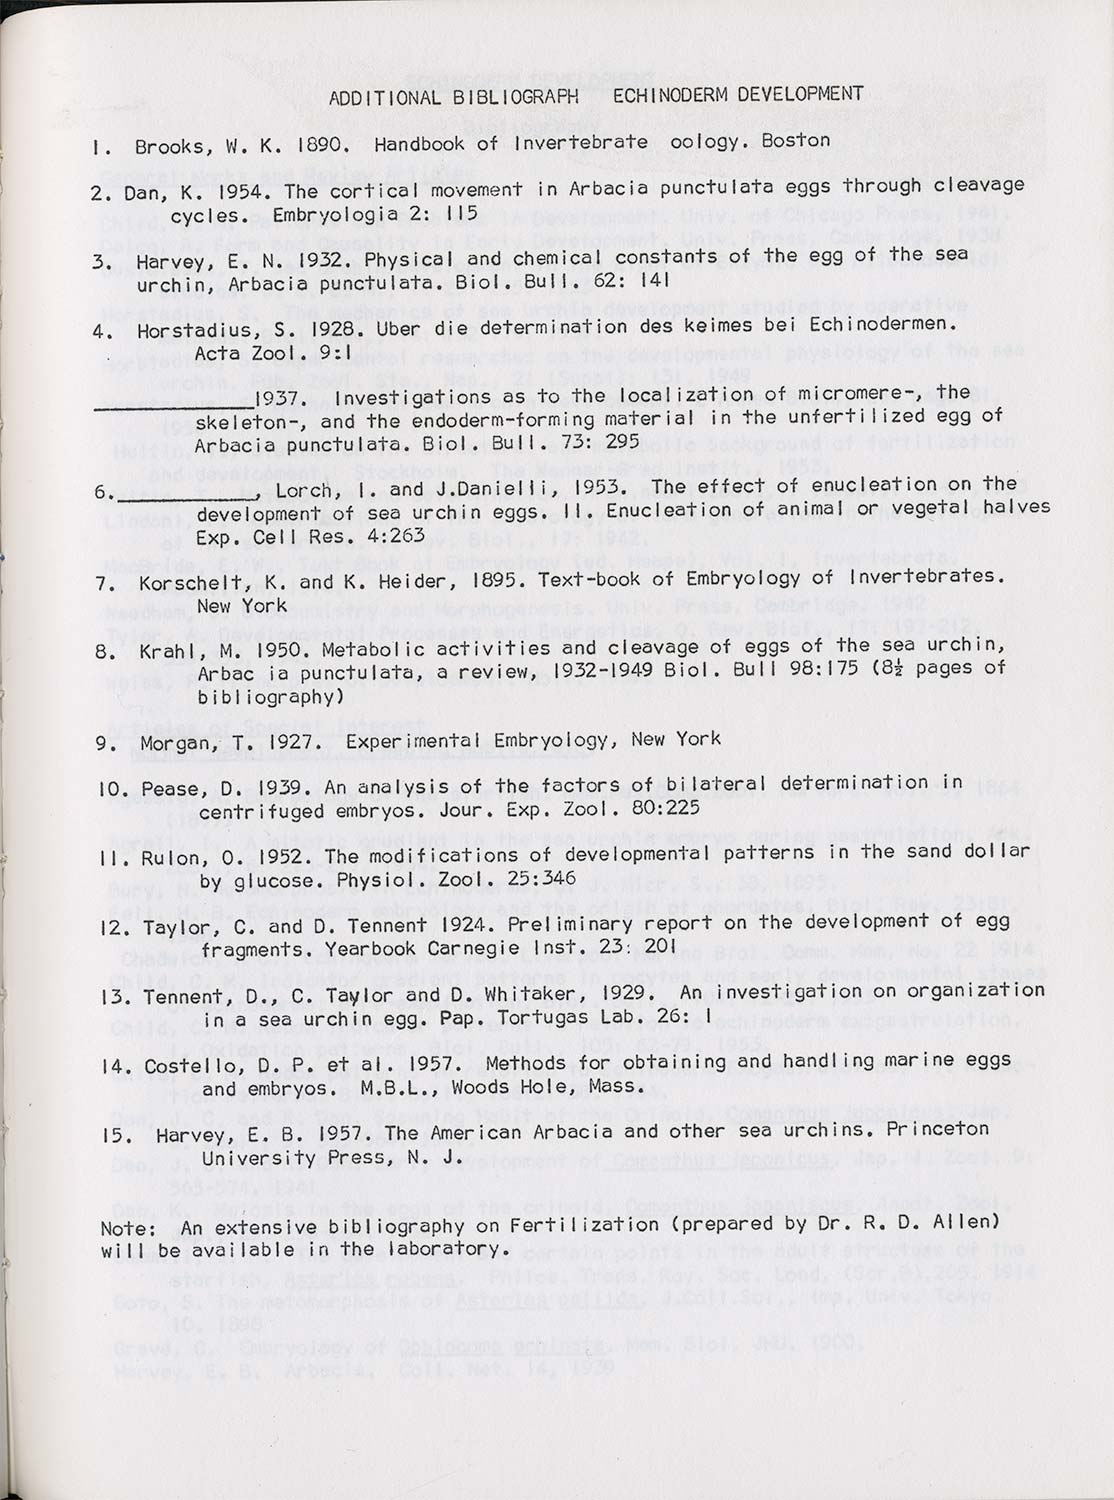 ADDITIONAL BIBLIOGRAPH   ECHINODERM DEVELOPMENT
1. Brooks, W. K. 1890. Handbook of Invertebrate oology. Boston
2. Dan, K. 1954. The cortical movement in Arbacia punctulata eggs through cleavage
cycles. Embryologia 2: 115
3. Harvey, E. N. 1932. Physical and chemical constants of the egg of the sea
urchin, Arbacia punctulata. Biol. Bull. 62: 141
4. Horstadius, S. 1928. Uber die determination des keimes bei Echinodermen.
Acta Zool. 9:1
______________1937. Investigations as to the localization of micromere-, the
skeleton-, and the endoderm-forming material in the unfertilized egg of
Arbacia punctulata. Biol. Bull. 73: 295
6.____________, Lorch, I. and J.Danielli, 1953. The effect of enucleation on the
development of sea urchin eggs. II. Enucleation of animal or vegetal halves
Exp. Cell Res. 4:263
7. Korschelt, K. and K. Heider, 1895. Text-book of Embryology of Invertebrates.
New York
8. Krahl, M. 1950. Metabolic activities and cleavage of eggs of the sea urchin,
Arbac ia punctulata, a review, 1932-1949 Biol. Bull 98:175 (8½ pages of
bibliography)
9. Morgan, T. 1927. Experimental Embryology, New York
10. Pease, D. 1939. An analysis of the factors of bilateral determination in
centrifuged embryos. Jour. Exp. Zool. 80:225
11. Rulon, O. 1952. The modifications of developmental patterns in the sand dollar
by glucose. Physiol. Zool. 25:346
12. Taylor, C. and D. Tennent 1924. Preliminary report on the development of egg
fragments. Yearbook Carnegie Inst. 23: 201
13. Tennent, D., C. Taylor and D. Whitaker, 1929. An investigation on organization
in a sea urchin egg. Pap. Tortugas Lab. 26: 1
14. Costello, D. P. et al. 1957. Methods for obtaining and handling marine eggs
and embryos. M.B.L., Woods Hole, Mass.
15. Harvey, E. B. 1957. The American Arbacia and other sea urchins. Princeton
University Press, N. J.
Note: An extensive bibliography on Fertilization (prepared by Dr. R. D. Allen)
will be available in the laboratory.